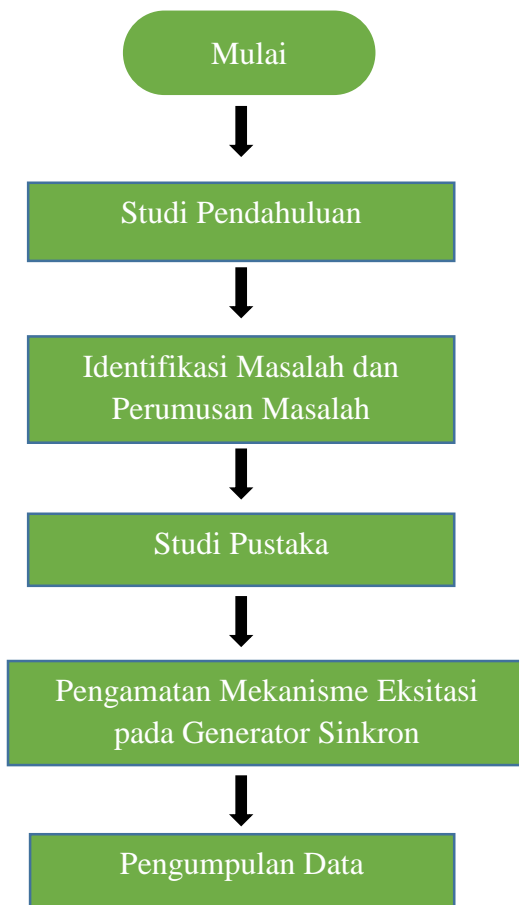 Mulai
Studi Pendahuluan
Identifikasi Masalah dan
Perumusan Masalah
Studi Pustaka
Pengamatan Mekanisme Eksitasi
pada Generator Sinkron
Pengumpulan Data